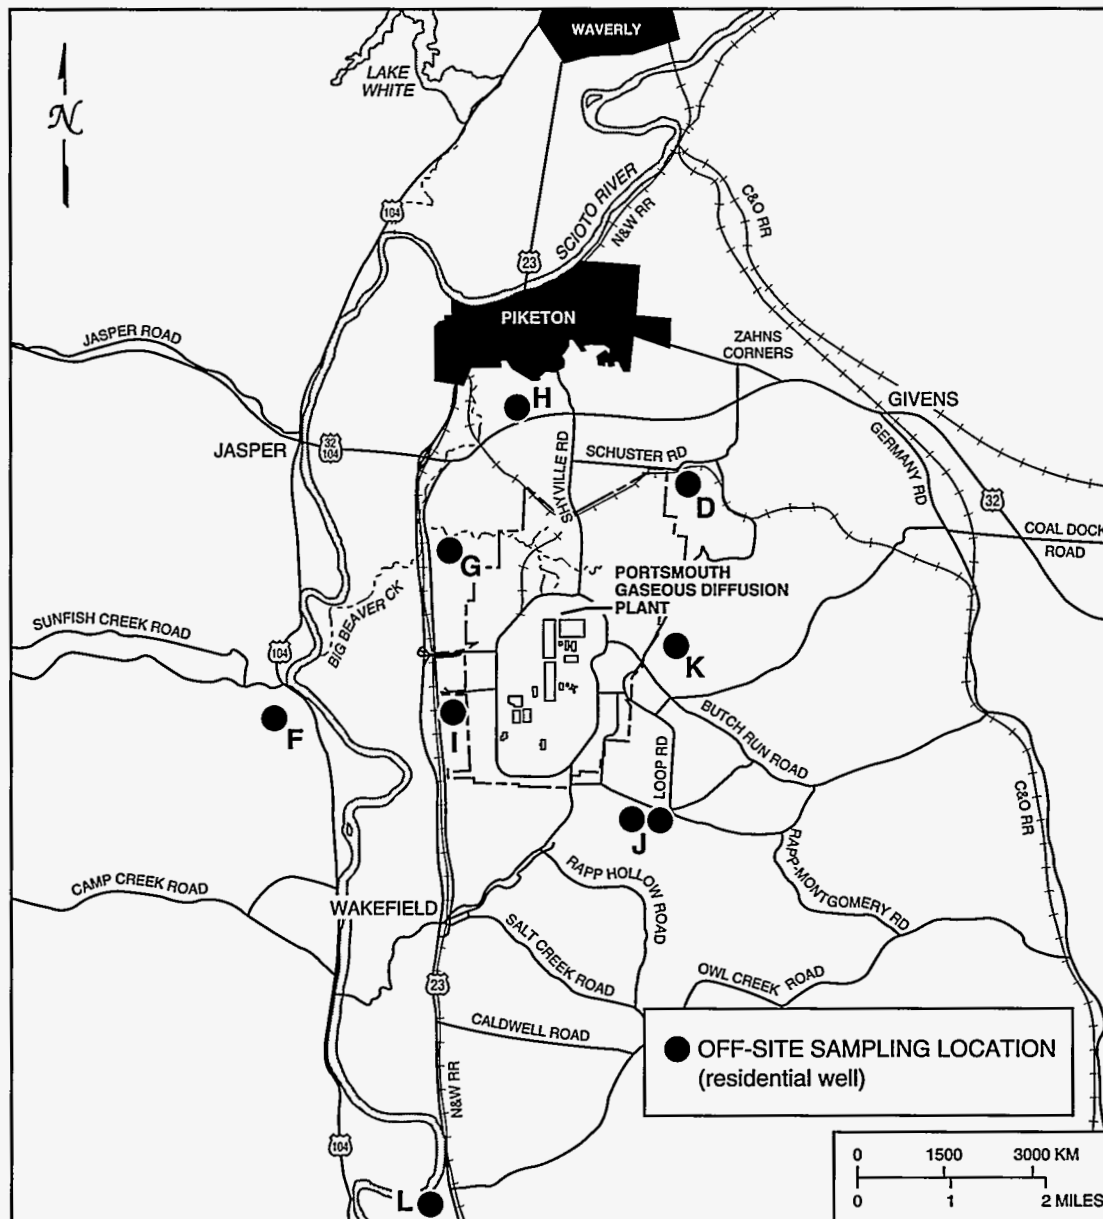 WAVERLY
LAKE
WHITE
N
104
SCIOTO RIVER
N&W RR
C&O RR
23
PIKETON
JASPER ROAD
ZAHNS
CORNERS
GIVENS
H
JASPER
32
104
SHYVILLE RD
SCHUSTER RD
GERMANY RD
32
D
COAL DOCK
ROAD
G
PORTSMOUTH
GASEOUS DIFFUSION
PLANT
BIG BEAVER CK
SUNFISH CREEK ROAD
104
K
F
I
BUTCH RUN ROAD
LOOP RD
C&O RR
J
RAPP HOLLOW ROAD
RAPP-MONTGOMERY RD
CAMP CREEK ROAD
WAKEFIELD
SALT CREEK ROAD
OWL CREEK ROAD
23
CALDWELL ROAD
OFF-SITE SAMPLING LOCATION
(residential well)
N&W RR
104
L
0 1500 3000 KM
0 1 2 MILES